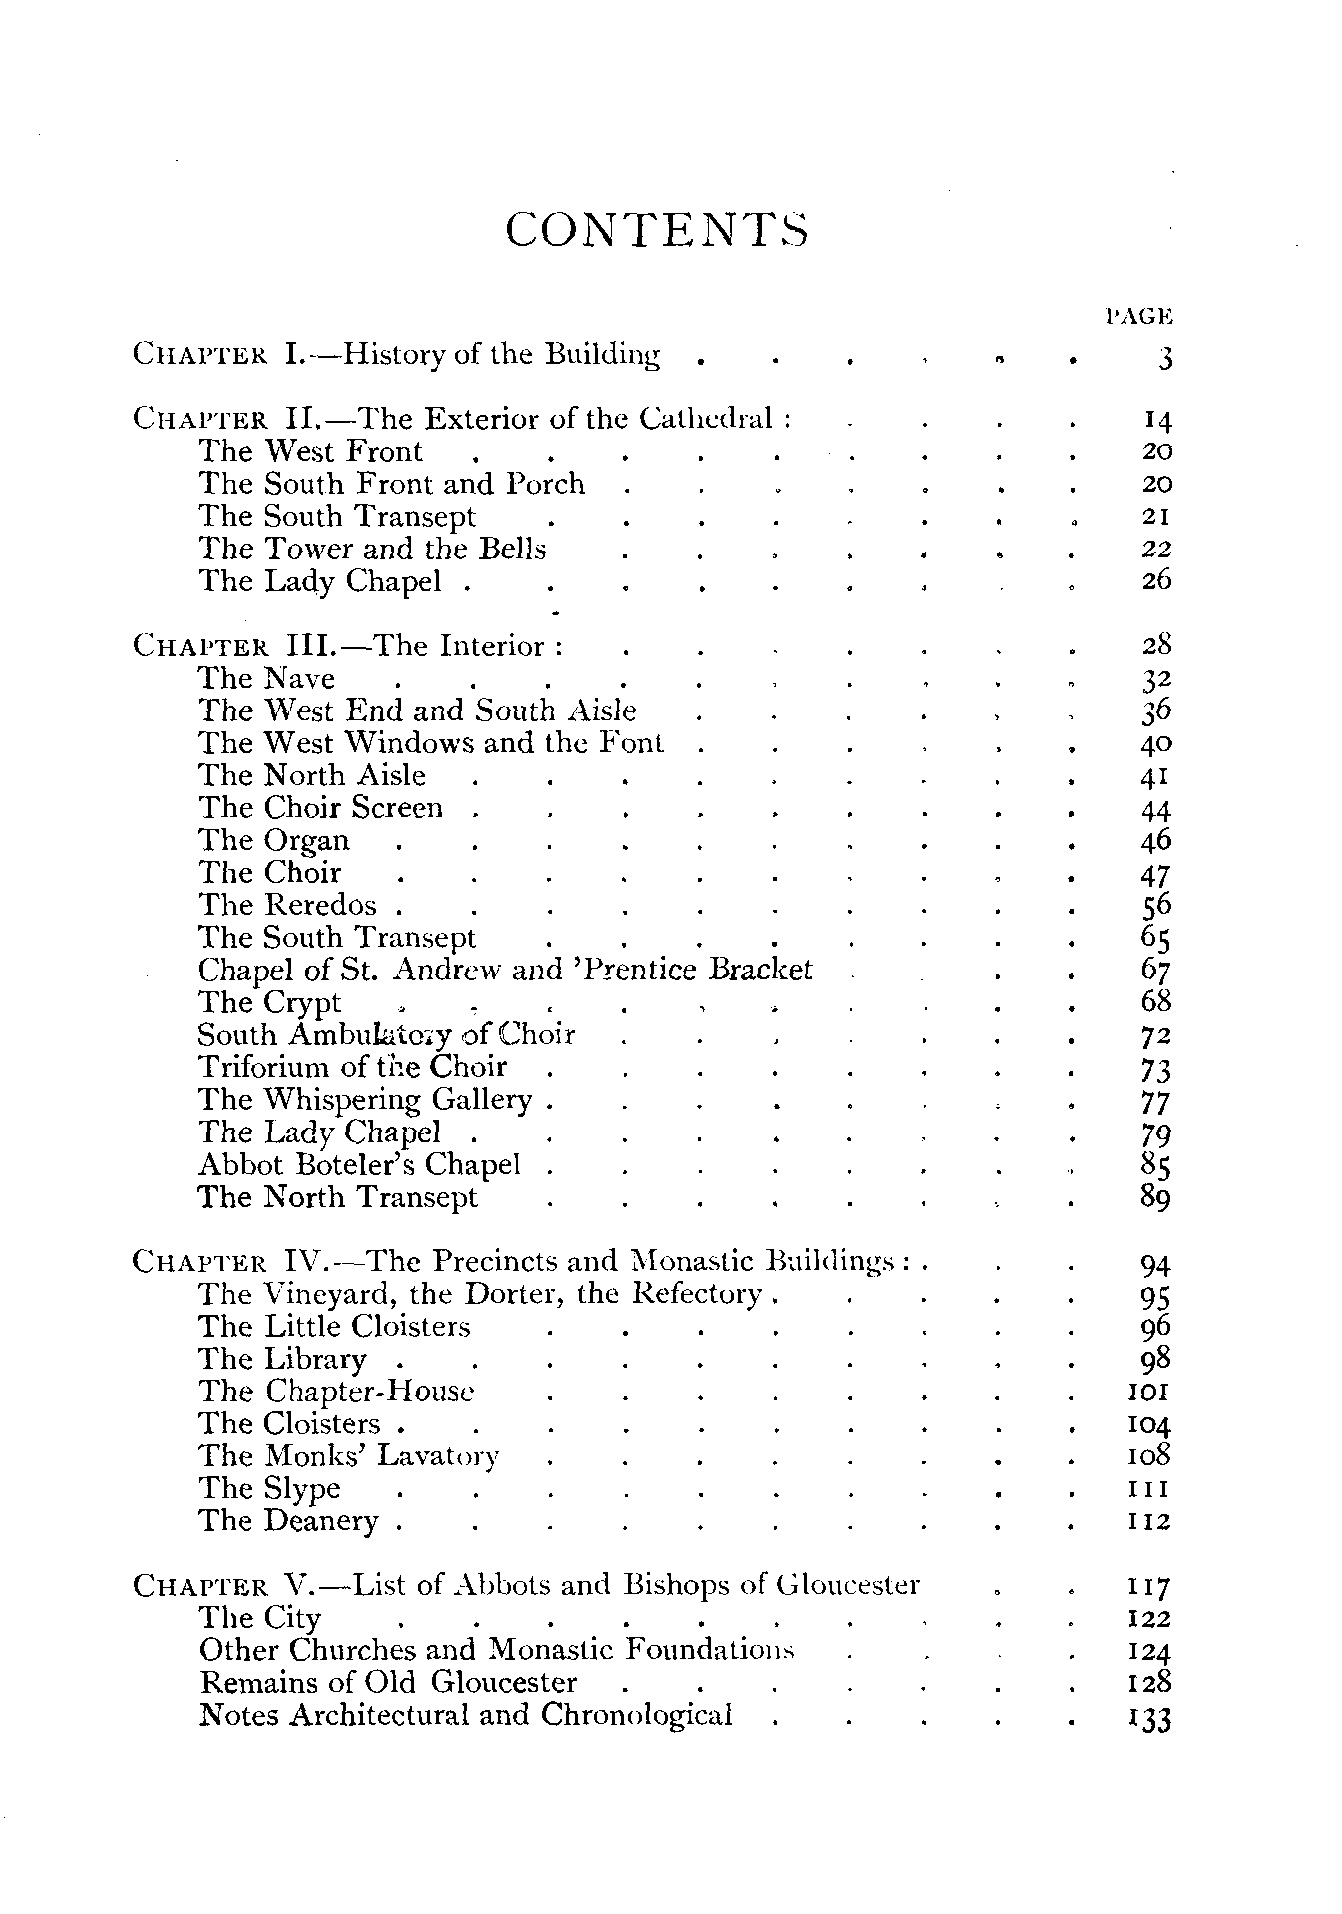 CONTENTS
PAGE
CHAPTER I.—History of the Building . . . . . . 3
CHAPTER II.—The Exterior of the Cathedral : . . . . 14
The West Front . . . . . . . . . 20
The South Front and Porch . . . . . . . 20
The South Transept . . . . . . . . 21
The Tower and the Bells . . . . . . . 22
The Lady Chapel . . . . . . . . . 26
CHAPTER III.—The Interior : . . . . . . . 28
The Nave . . . . . . . . . . 32
The West End and South Aisle . . . . . . 36
The West Windows and the Font . . . . . . 40
The North Aisle . . . . . . . . . 41
The Choir Screen . . . . . . . . . 44
The Organ . . . . . . . . . . 46
The Choir . . . . . . . . . . 47
The Reredos . . . . . . . . . . 56
The South Transept . . . . . . . . 65
Chapel of St. Andrew and ’Prentice Bracket . . . . 67
The Crypt . . . . . . . . . . 68
South Ambulatory of Choir . . . . . . . 72
Triforium of the Choir . . . . . . . . 73
The Whispering Gallery . . . . . . . . 77
The Lady Chapel . . . . . . . . . 79
Abbot Boteler’s Chapel . . . . . . . . 85
The North Transept . . . . . . . . 89
CHAPTER IV.—The Precincts and Monastic Buildings : . . . 94
The Vineyard, the Dorter, the Refectory . . . . . 95
The Little Cloisters . . . . . . . . 96
The Library . . . . . . . . . . 98
The Chapter-House . . . . . . . . 101
The Cloisters . . . . . . . . . . 104
The Monks’ Lavatory . . . . . . . . 108
The Slype . . . . . . . . . . 111
The Deanery . . . . . . . . . . 112
CHAPTER V.—List of Abbots and Bishops of Gloucester . . 117
The City . . . . . . . . . . 122
Other Churches and Monastic Foundations . . . . 124
Remains of Old Gloucester . . . . . . . 128
Notes Architectural and Chronological . . . . . 133